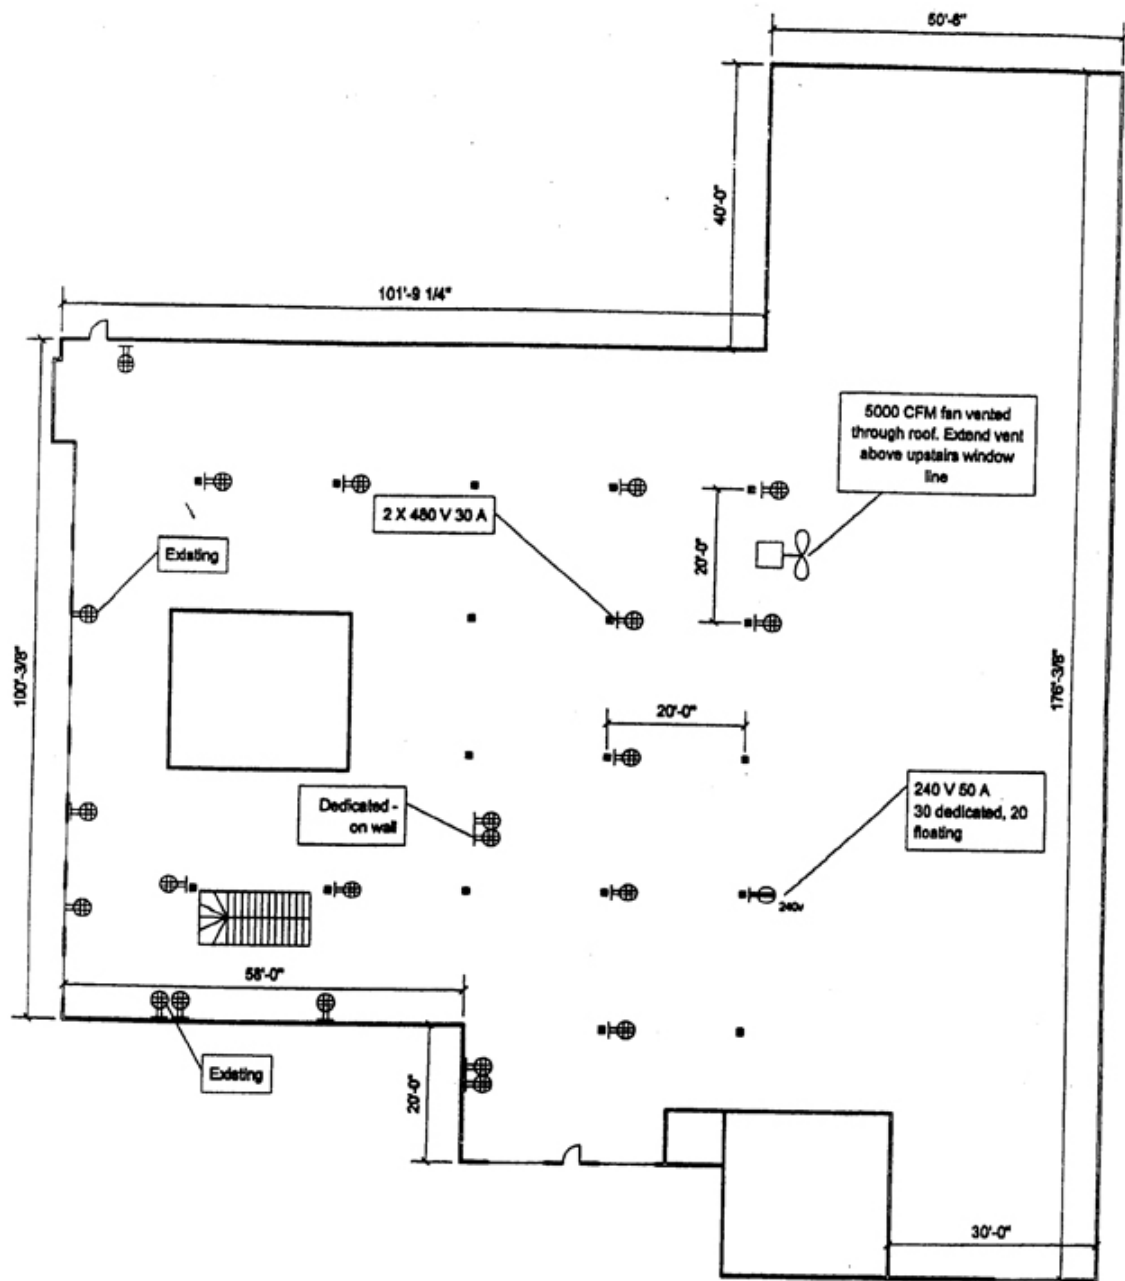 50'-6"
40'-0"
101'-9 1/4"
5000 CFM fan vented
through roof. Extend vent
above upstairs window
line
2 X 480 V 30 A
20'-0"
Existing
100'-3/8"
176'-3/8"
20'-0"
Dedicated -
on wall
240 V 50 A
30 dedicated, 20
floating
240v
58'-0"
Existing
20'-0"
30'-0"